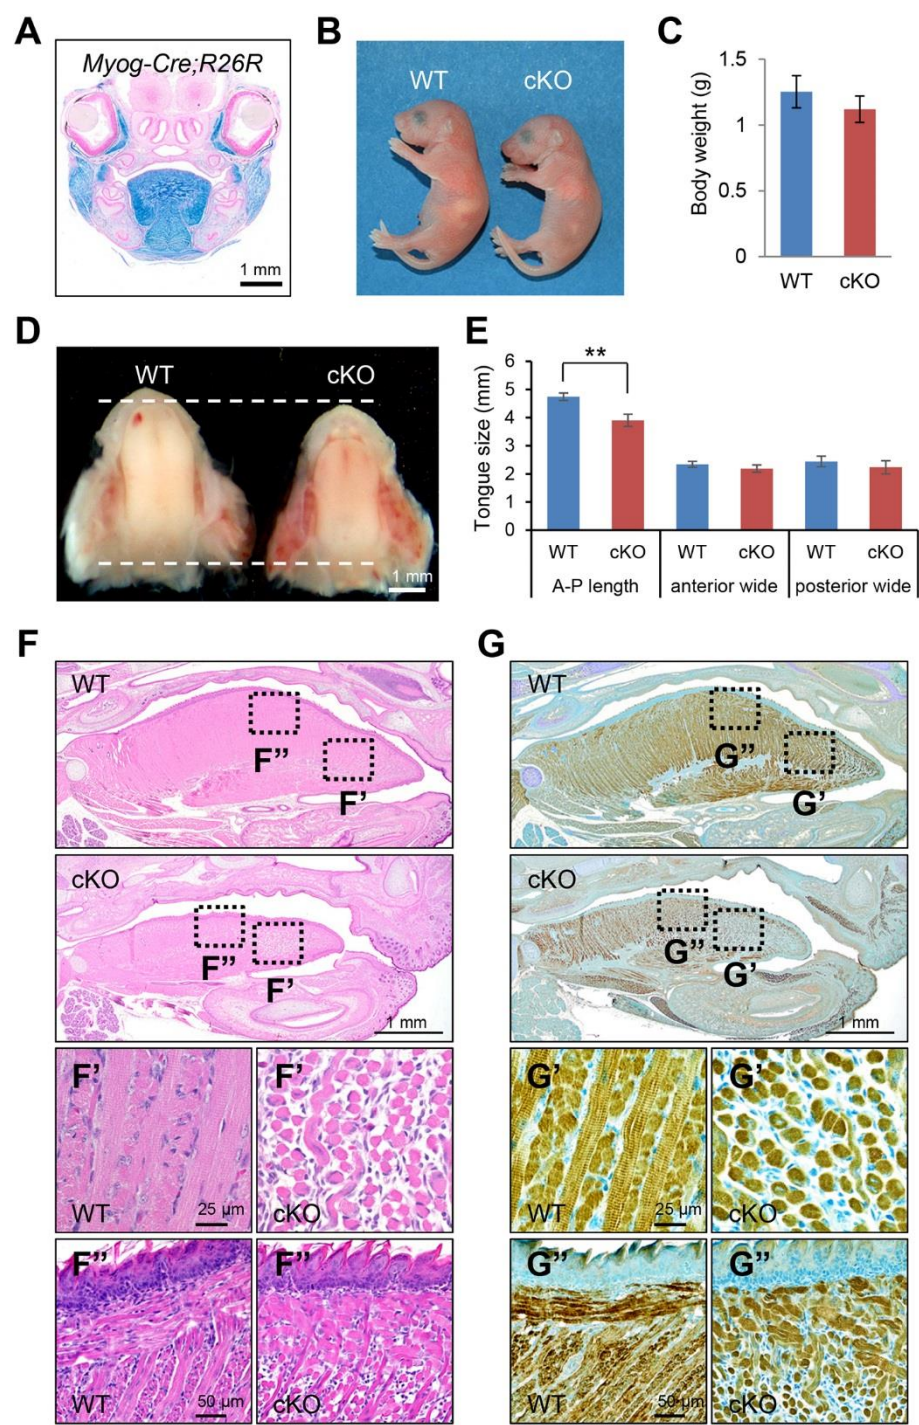 A
Myog-Cre;R26R
1 mm
B
WT
cKO
C
Body weight (g)
1.5
1
0.5
0
WT
cKO
D
WT
cKO
1 mm
E
Tongue size (mm)
6
5
4
3
2
1
0
**
WT
cKO
WT
cKO
WT
cKO
A-P length
anterior wide
posterior wide
F
WT
F”
F’
cKO
F”
F’
1 mm
F’
WT
25 µm
F’
cKO
F”
WT
50 µm
F”
cKO
G
WT
G”
G’
cKO
G”
G’
1 mm
G’
WT
25 µm
G’
cKO
G”
WT
50 µm
G”
cKO